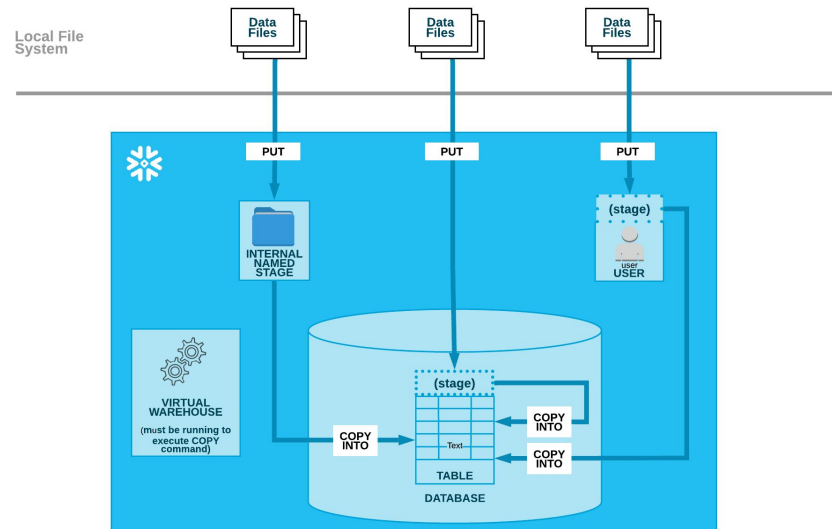 Local File
System
Data
Files
Data
Files
Data
Files
PUT
PUT
PUT
(stage)
user
USER
INTERNAL
NAMED
STAGE
VIRTUAL
WAREHOUSE
(must be running to
execute COPY
command)
(stage)
COPY
INTO
COPY
INTO
Text
COPY
INTO
TABLE
DATABASE